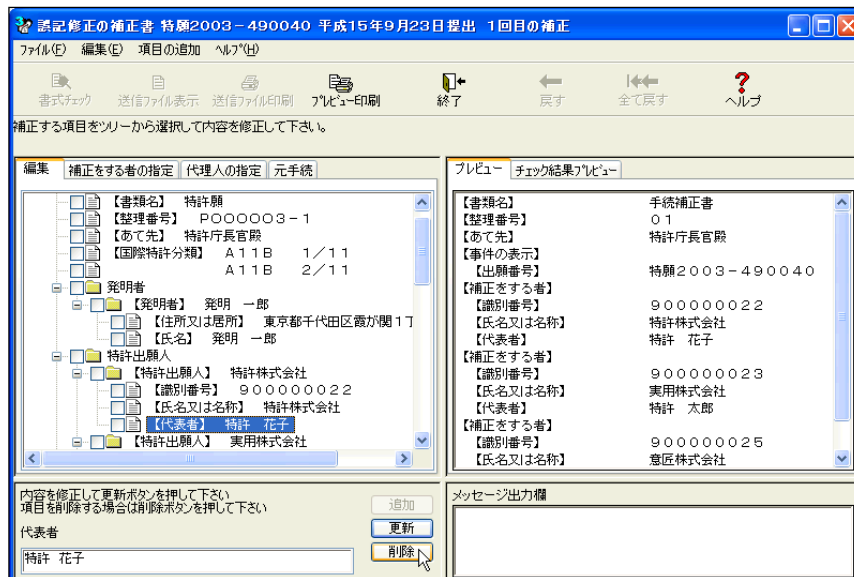 誤記修正の補正書 特願2003-490040 平成15年9月23日提出 1回目の補正
ファイル(F) 編集(E) 項目の追加 ヘルプ(H)
書式チェック 送信ファイル表示 送信ファイル印刷 プレビュー印刷 終了 戻す 全て戻す ヘルプ
補正する項目をツリーから選択して内容を修正して下さい。
編集 補正をする者の指定 代理人の指定 元手続
【書類名】 特許願
【整理番号】 P000003-1
【あて先】 特許庁長官殿
【国際特許分類】 A11B 1/11
A11B 2/11
発明者
【発明者】 発明 一郎
【住所又は居所】 東京都千代田区霞が関1丁
【氏名】 発明 一郎
特許出願人
【特許出願人】 特許株式会社
【識別番号】 900000022
【氏名又は名称】 特許株式会社
【代表者】 特許 花子
【特許出願人】 実用株式会社
プレビュー チェック結果プレビュー
【書類名】 手続補正書
【整理番号】 01
【あて先】 特許庁長官殿
【事件の表示】
【出願番号】 特願2003-490040
【補正をする者】
【識別番号】 900000022
【氏名又は名称】 特許株式会社
【代表者】 特許 花子
【補正をする者】
【識別番号】 900000023
【氏名又は名称】 実用株式会社
【代表者】 特許 太郎
【補正をする者】
【識別番号】 900000025
【氏名又は名称】 意匠株式会社
内容を修正して更新ボタンを押して下さい
項目を削除する場合は削除ボタンを押して下さい
追加
代表者
更新
特許 花子
削除
メッセージ出力欄